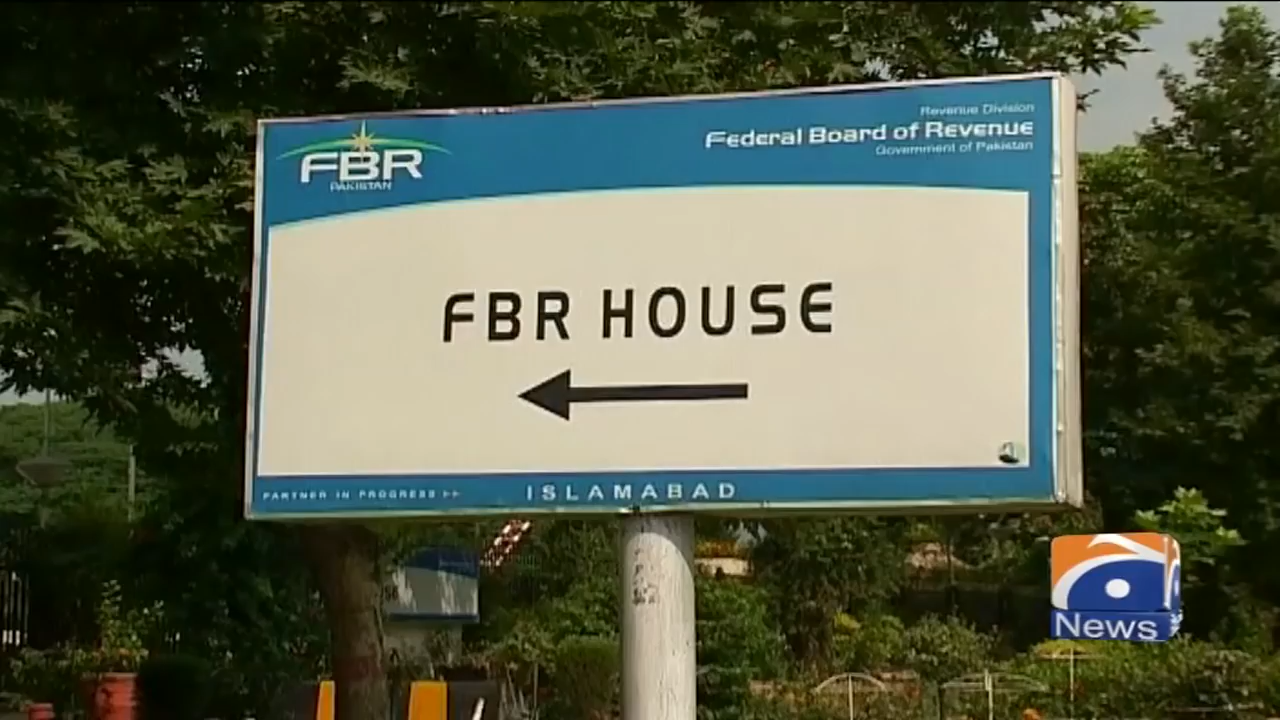 Revenue Division
FBR
PAKISTAN
Federal Board of Revenue
Government of Pakistan
FBR HOUSE
PARTNER IN PROGRESS
ISLAMABAD
News